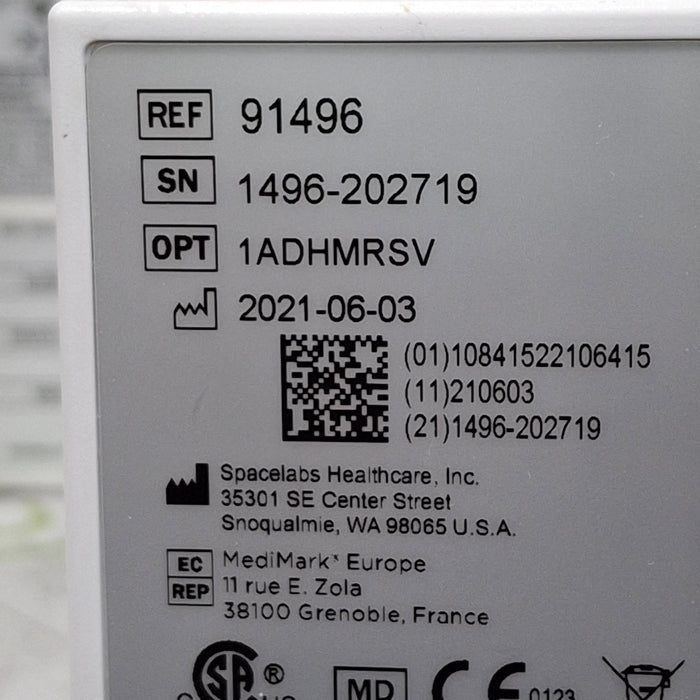 REF 91496
SN 1496-202719
OPT 1ADHMRSV
2021-06-03
(01)10841522106415
(11)210603
(21)1496-202719
Spacelabs Healthcare, Inc.
35301 SE Center Street
Snoqualmie, WA 98065 U.S.A.
EC REP MediMark* Europe
11 rue E. Zola
38100 Grenoble, France
SA ® MD CE 0123